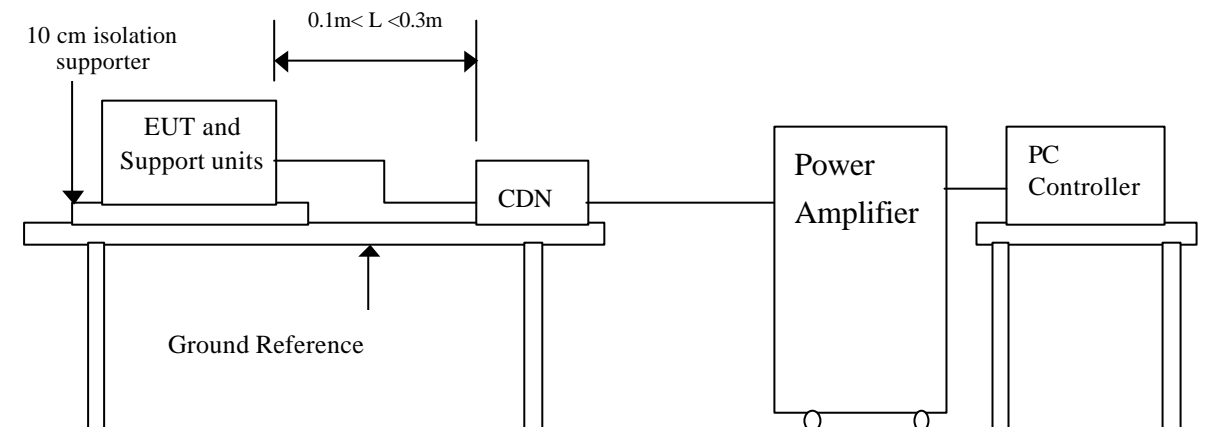 0.1m< L <0.3m
10 cm isolation
supporter
EUT and
Support units
CDN
Power
Amplifier
PC
Controller
Ground Reference